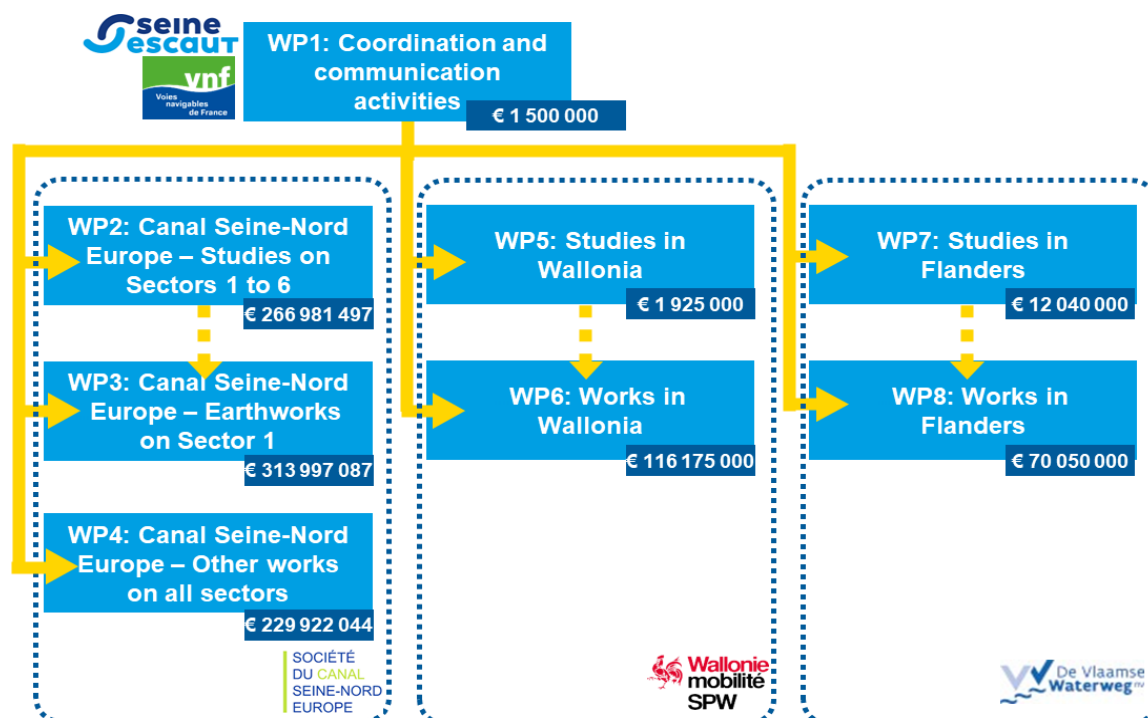 seine
escaut
vnf
Voies
navigables
de France
WP1: Coordination and
communication
activities
€ 1 500 000
WP2: Canal Seine-Nord
Europe – Studies on
Sectors 1 to 6
€ 266 981 497
WP3: Canal Seine-Nord
Europe – Earthworks
on Sector 1
€ 313 997 087
WP4: Canal Seine-Nord
Europe – Other works
on all sectors
€ 229 922 044
SOCIÉTÉ
DU CANAL
SEINE-NORD
EUROPE
WP5: Studies in
Wallonia
€ 1 925 000
WP6: Works in
Wallonia
€ 116 175 000
Wallonie
mobilité
SPW
WP7: Studies in
Flanders
€ 12 040 000
WP8: Works in
Flanders
€ 70 050 000
De Vlaamse
Waterweg nv